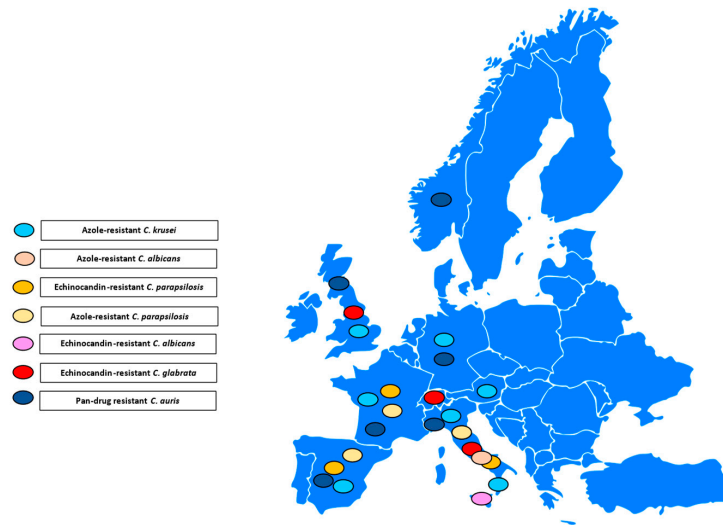 Azole-resistant C. krusei
Azole-resistant C. albicans
Echinocandin-resistant C. parapsilosis
Azole-resistant C. parapsilosis
Echinocandin-resistant C. albicans
Echinocandin-resistant C. glabrata
Pan-drug resistant C. auris